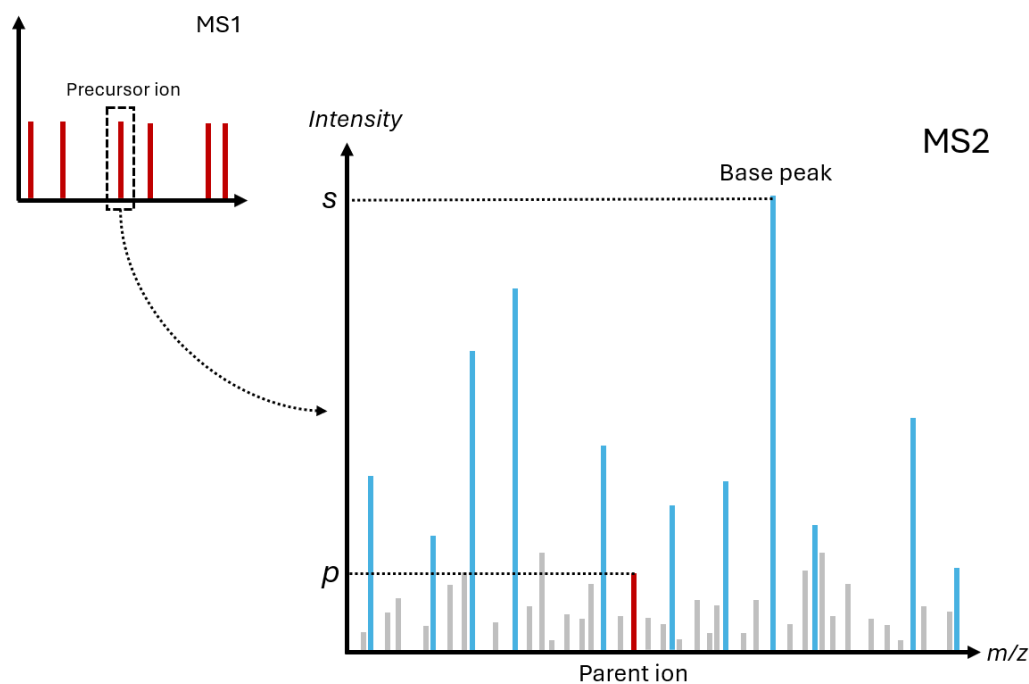 MS1
Precursor ion
Intensity
MS2
Base peak
s
p
m/z
Parent ion